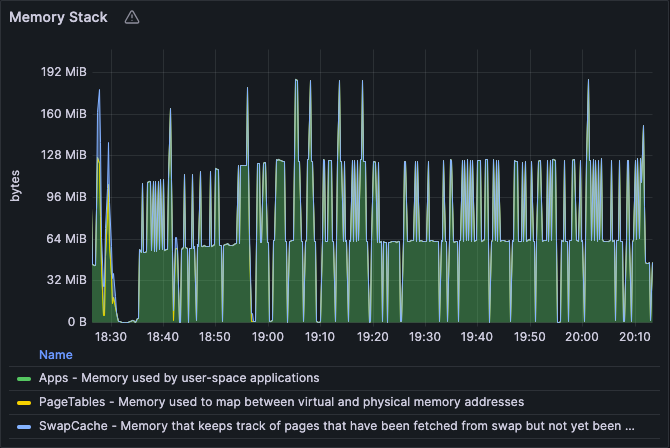 Memory Stack
192 MiB
160 MiB
128 MiB
96 MiB
64 MiB
32 MiB
0 B
bytes
18:30 18:40 18:50 19:00 19:10 19:20 19:30 19:40 19:50 20:00 20:10
Name
Apps - Memory used by user-space applications
PageTables - Memory used to map between virtual and physical memory addresses
SwapCache - Memory that keeps track of pages that have been fetched from swap but not yet been ...